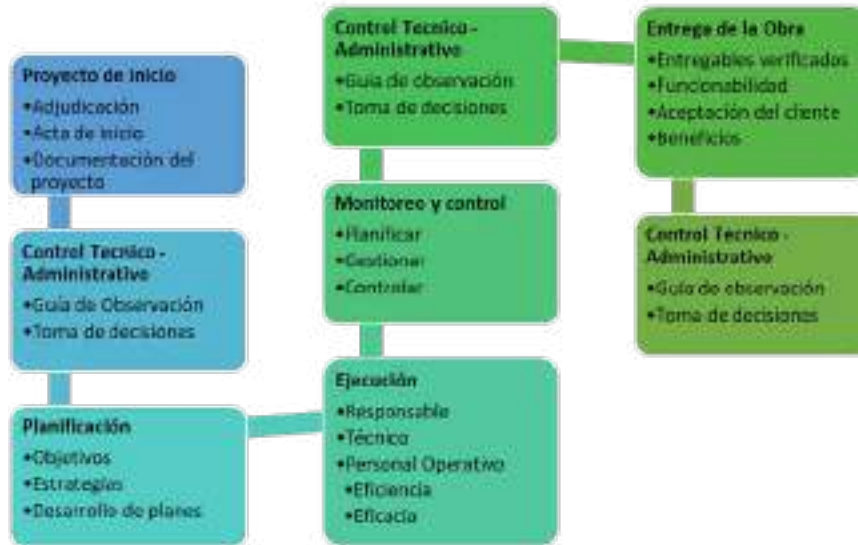 Proyecto de inicio
•Adjudicación
•Acta de inicio
•Documentación del
proyecto
Control Tecnico -
Administrativo
•Guía de Observación
•Toma de decisiones
Planificación
•Objetivos
•Estrategias
•Desarrollo de planes
Ejecución
•Responsable
•Técnico
•Personal Operativo
•Eficiencia
•Eficacia
Monitoreo y control
•Planificar
•Gestionar
•Controlar
Control Tecnico -
Administrativo
•Guia de observación
•Toma de decisiones
Entrega de la Obra
•Entregables verificados
•Funcionabilidad
•Aceptación del cliente
•Beneficios
Control Tecnico -
Administrativo
•Guia de observación
•Toma de decisiones